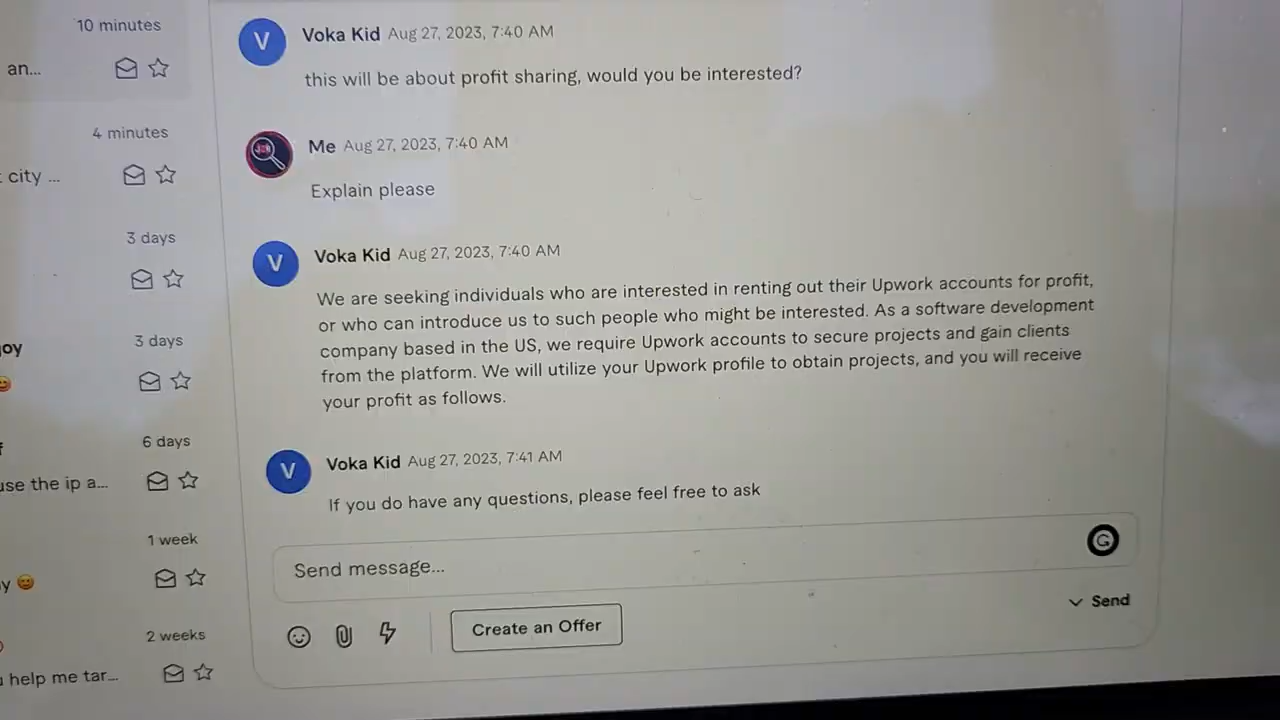 10 minutes
an...
4 minutes
city ...
3 days
3 days
oy
6 days
use the ip a...
1 week
y
2 weeks
help me tar...
V
Voka Kid Aug 27, 2023, 7:40 AM
this will be about profit sharing, would you be interested?
Me Aug 27, 2023, 7:40 AM
Explain please
V
Voka Kid Aug 27, 2023, 7:40 AM
We are seeking individuals who are interested in renting out their Upwork accounts for profit,
or who can introduce us to such people who might be interested. As a software development
company based in the US, we require Upwork accounts to secure projects and gain clients
from the platform. We will utilize your Upwork profile to obtain projects, and you will receive
your profit as follows.
V
Voka Kid Aug 27, 2023, 7:41 AM
If you do have any questions, please feel free to ask
Send message...
G
Create an Offer
Send